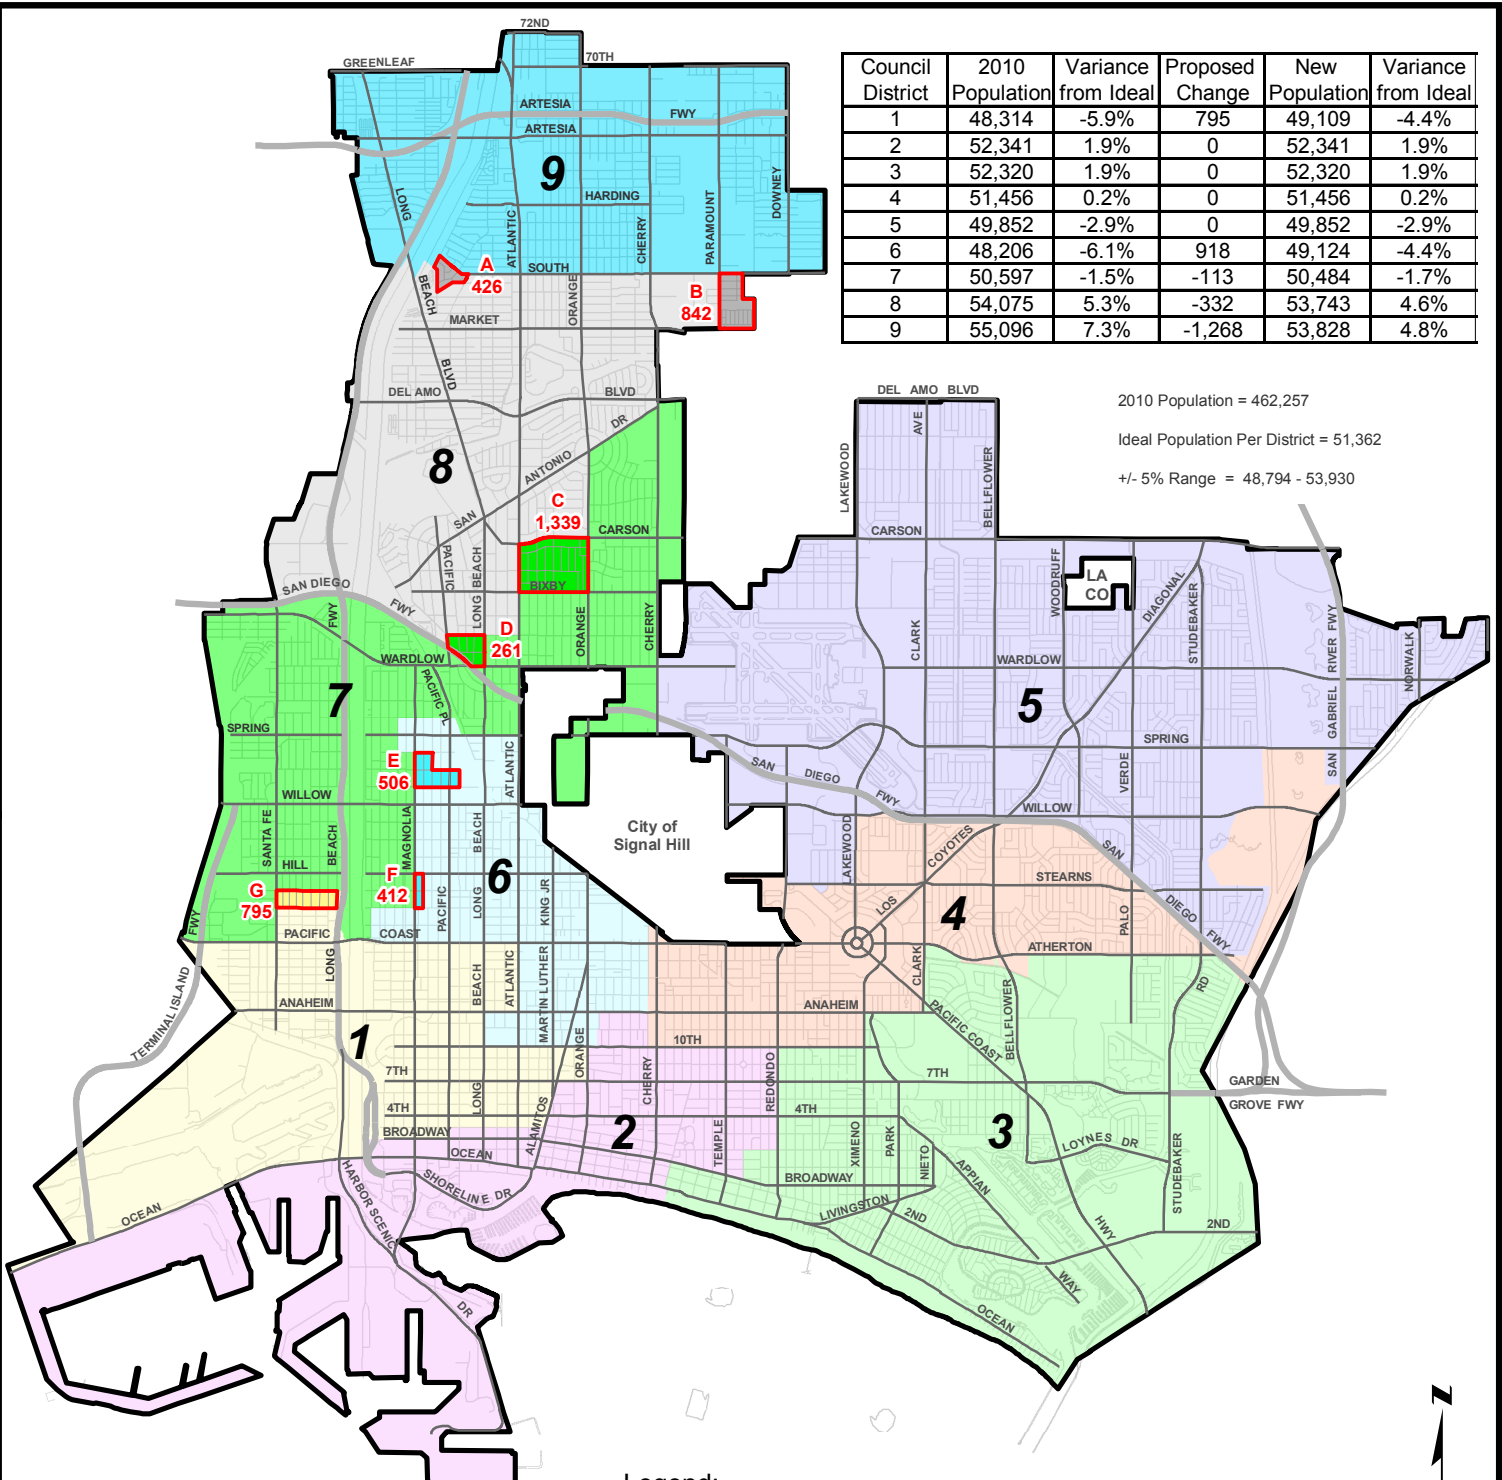 72ND
GREENLEAF
70TH
ARTESIA
FWY
ARTESIA
9
LONG
HARDING
ATLANTIC
CHERRY
PARAMOUNT
DOWNEY
A
426
SOUTH
BEACH
ORANGE
B
842
MARKET
BLVD
DEL AMO
BLVD
DR
ANTONIO
SAN
8
C
1,339
CARSON
PACIFIC
LONG BEACH
BIXBY
SAN DIEGO
FWY
FWY
D
261
ORANGE
CHERRY
WARDLOW
PACIFIC PL
7
SPRING
E
506
ATLANTIC
WILLOW
SANTA FE
BEACH
MAGNOLIA
BEACH
6
HILL
F
412
G
795
PACIFIC
LONG
KING JR
FWY
PACIFIC
COAST
LONG
BEACH
ATLANTIC
MARTIN LUTHER
ANAHEIM
TERMINAL ISLAND
1
7TH
4TH
BROADWAY
LONG
OCEAN
ALAMITOS
ORANGE
OCEAN
HARBOR SCENIC
SHORELINE DR
DR
Council District | 2010 Population | Variance from Ideal | Proposed Change | New Population | Variance from Ideal
1 48,314 -5.9% 795 49,109 -4.4%
2 52,341 1.9% 0 52,341 1.9%
3 52,320 1.9% 0 52,320 1.9%
4 51,456 0.2% 0 51,456 0.2%
5 49,852 -2.9% 0 49,852 -2.9%
6 48,206 -6.1% 918 49,124 -4.4%
7 50,597 -1.5% -113 50,484 -1.7%
8 54,075 5.3% -332 53,743 4.6%
9 55,096 7.3% -1,268 53,828 4.8%
2010 Population = 462,257
Ideal Population Per District = 51,362
+/- 5% Range = 48,794 - 53,930
DEL AMO BLVD
LAKEWOOD
AVE
BELLFLOWER
CARSON
WOODRUFF
LA
CO
DIAGONAL
STUDEBAKER
CLARK
WARDLOW
SAN GABRIEL RIVER FWY
NORWALK
5
SPRING
SAN
DIEGO
FWY
VERDE
WILLOW
City of
Signal Hill
LAKEWOOD
COYOTES
SAN
STEARNS
LOS
4
PALO
DIEGO
FWY
ATHERTON
CLARK
RD
ANAHEIM
PACIFIC COAST
BELLFLOWER
10TH
CHERRY
REDONDO
7TH
GARDEN
GROVE FWY
4TH
2
TEMPLE
XIMENO
PARK
NIETO
3
LOYNES DR
STUDEBAKER
APPIAN
BROADWAY
LIVINGSTON
2ND
HWY
2ND
WAY
OCEAN
N
Legend: